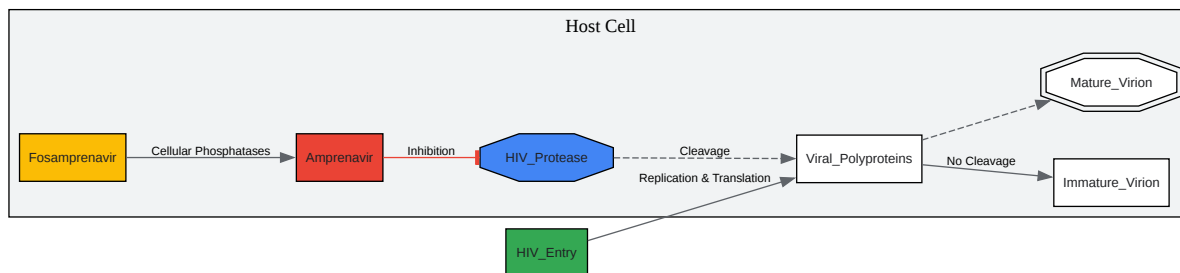 Host Cell
Mature_Virion
Fosamprenavir
Cellular Phosphatases
Amprenavir
Inhibition
HIV_Protease
Cleavage
Viral_Polyproteins
No Cleavage
Immature_Virion
Replication & Translation
HIV_Entry